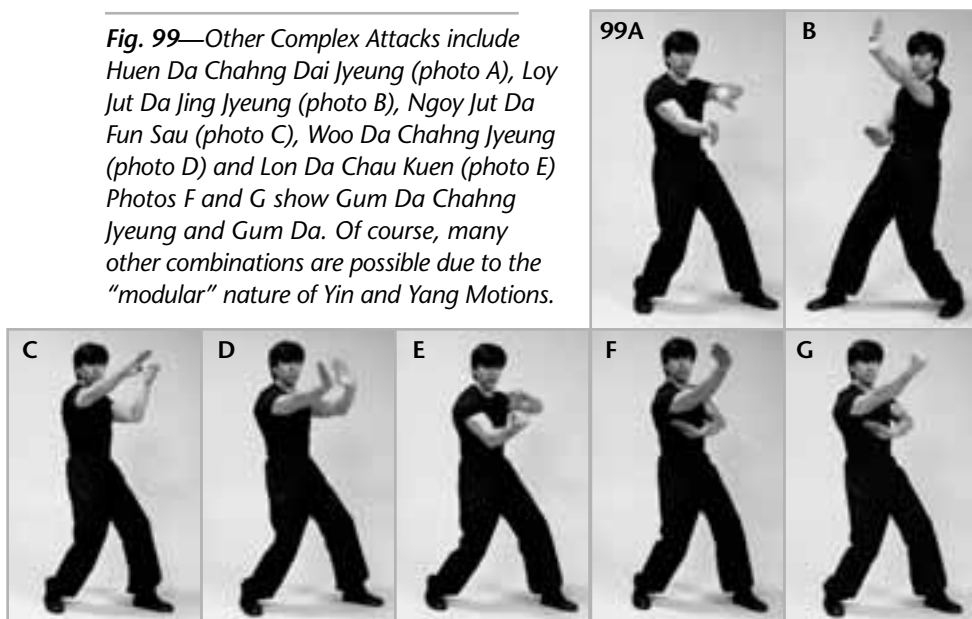 Fig. 99—Other Complex Attacks include
Huen Da Chahng Dai Jyeung (photo A), Loy
Jut Da Jing Jyeung (photo B), Ngoy Jut Da
Fun Sau (photo C), Woo Da Chahng Jyeung
(photo D) and Lon Da Chau Kuen (photo E)
Photos F and G show Gum Da Chahng
Jyeung and Gum Da. Of course, many
other combinations are possible due to the
“modular” nature of Yin and Yang Motions.
99A
B
C
D
E
F
G